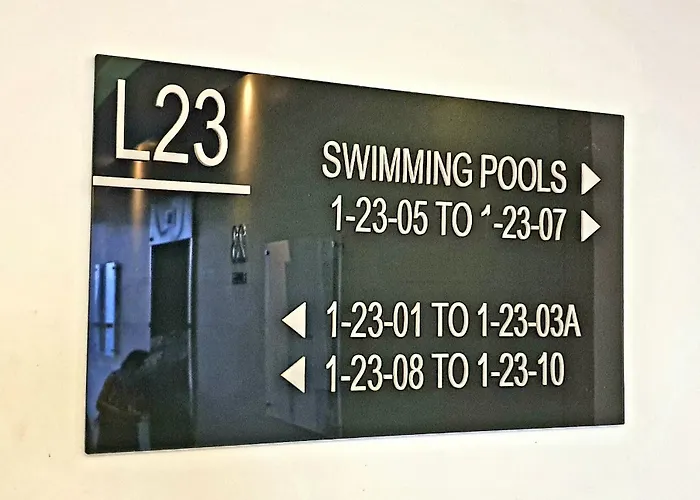 L23
SWIMMING POOLS
1-23-05 TO 1-23-07
1-23-01 TO 1-23-03A
1-23-08 TO 1-23-10